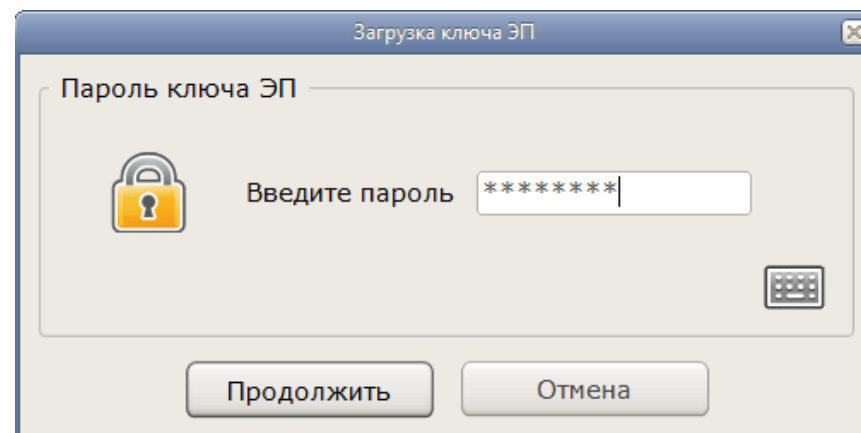 Загрузка ключа ЭП
Пароль ключа ЭП
Введите пароль ********
Продолжить Отмена